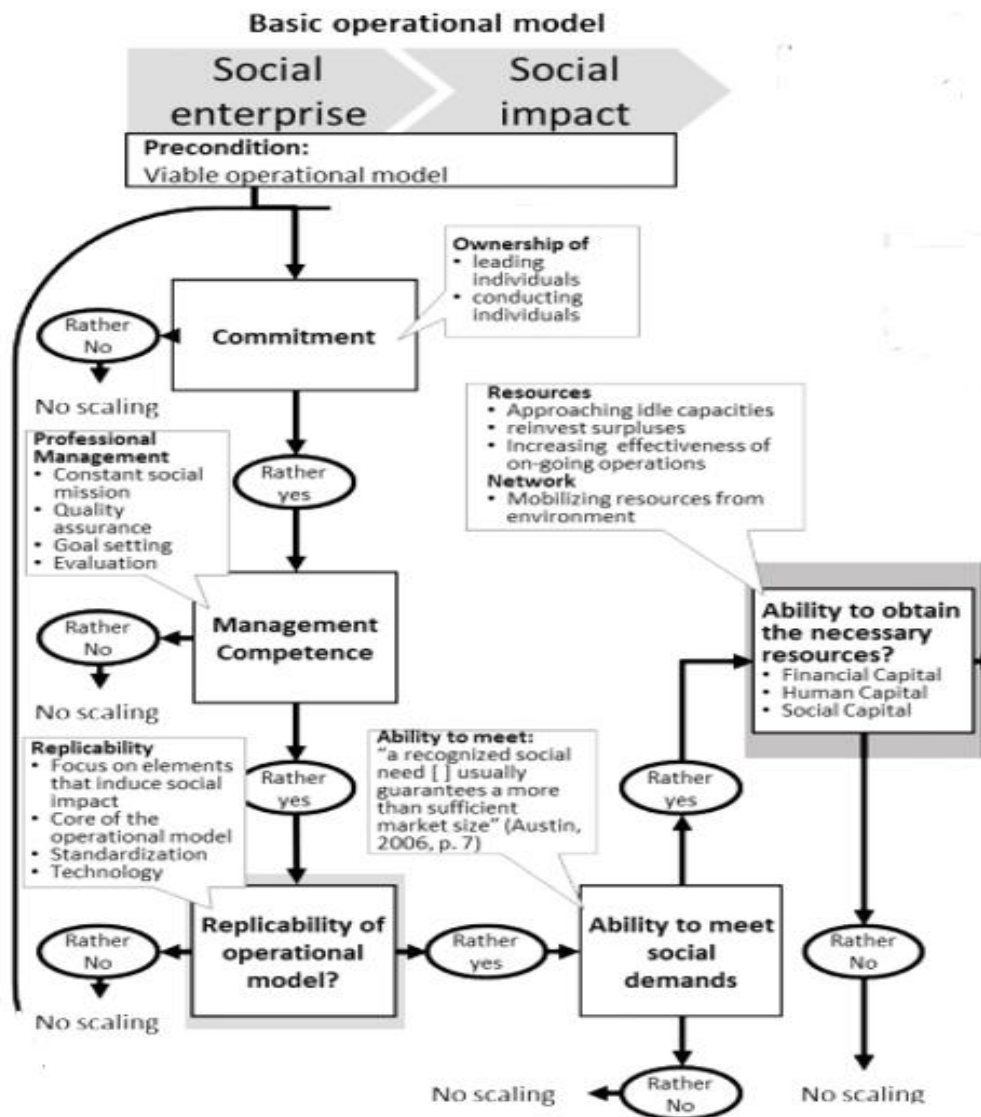 Basic operational model
Social
enterprise
Social
impact
Precondition:
Viable operational model
Ownership of
• leading
individuals
• conducting
individuals
Commitment
Rather
No
No scaling
Rather
yes
Professional
Management
• Constant social
mission
• Quality
assurance
• Goal setting
• Evaluation
Management
Competence
Rather
No
No scaling
Rather
yes
Replicability
• Focus on elements
that induce social
impact
• Core of the
operational model
• Standardization
• Technology
Replicability of
operational
model?
Rather
No
No scaling
Rather
yes
Ability to meet:
"a recognized social
need [ ] usually
guarantees a more
than sufficient
market size" (Austin,
2006, p. 7)
Ability to meet
social
demands
Rather
No
No scaling
Rather
yes
Resources
• Approaching idle capacities
• reinvest surpluses
• Increasing effectiveness of
on-going operations
Network
• Mobilizing resources from
environment
Ability to obtain
the necessary
resources?
• Financial Capital
• Human Capital
• Social Capital
Rather
No
No scaling